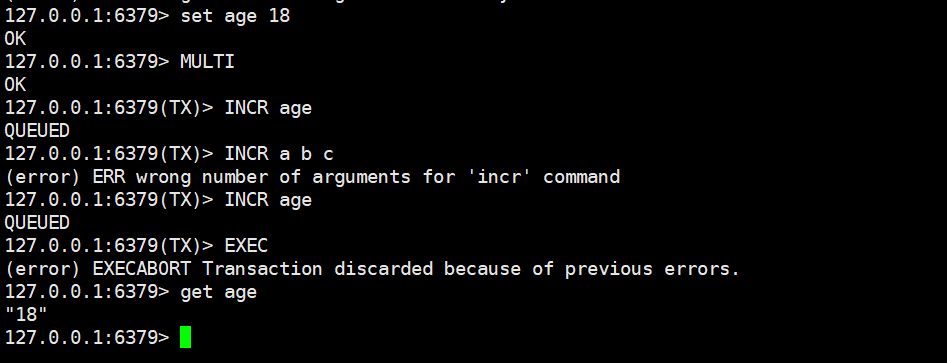 127.0.0.1:6379> set age 18
OK
127.0.0.1:6379> MULTI
OK
127.0.0.1:6379(TX)> INCR age
QUEUED
127.0.0.1:6379(TX)> INCR a b c
(error) ERR wrong number of arguments for 'incr' command
127.0.0.1:6379(TX)> INCR age
QUEUED
127.0.0.1:6379(TX)> EXEC
(error) EXECABORT Transaction discarded because of previous errors.
127.0.0.1:6379> get age
"18"
127.0.0.1:6379>